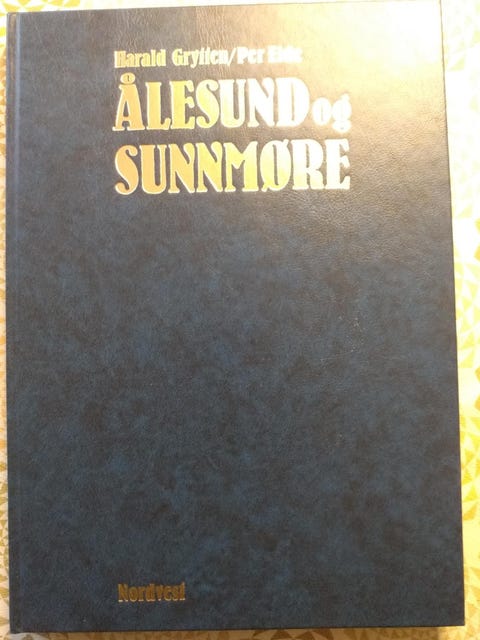 Harald Grytten/Per Eide
ÅLESUND og
SUNNMØRE
Nordvest